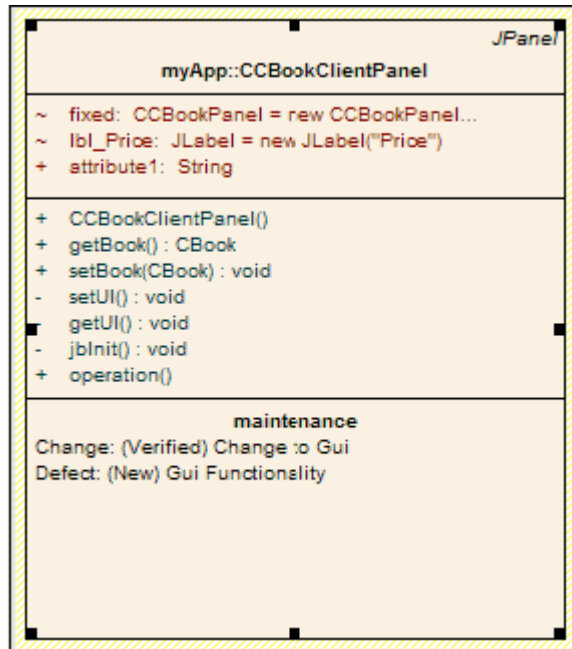 JPanel
myApp::CCBookClientPanel
~ fixed: CCBookPanel = new CCBookPanel...
~ lbl_Price: JLabel = new JLabel("Price")
+ attribute1: String
+ CCBookClientPanel()
+ getBook() : CBook
+ setBook(CBook) : void
- setUI() : void
- getUI() : void
- jbInit() : void
+ operation()
maintenance
Change: (Verified) Change to Gui
Defect: (New) Gui Functionality